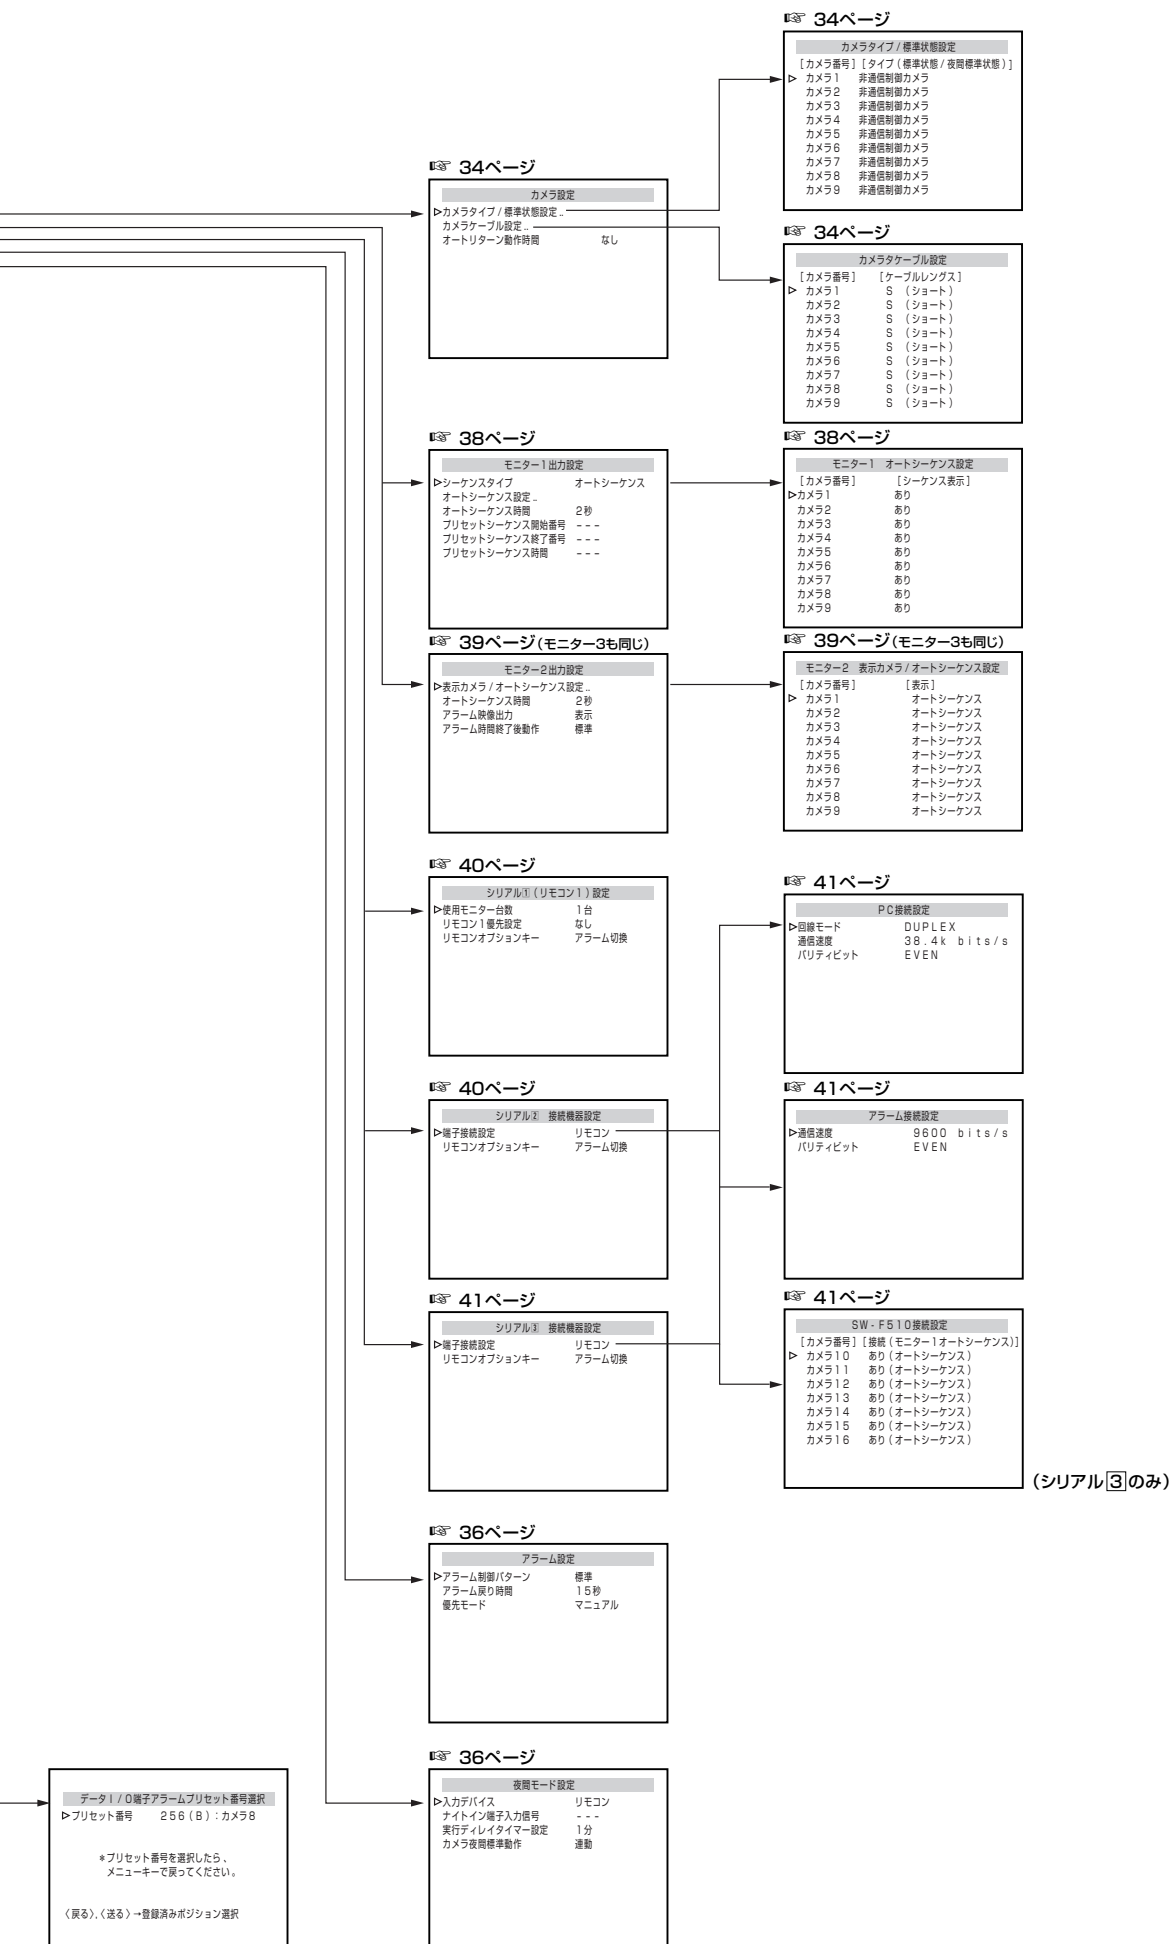 ☞ 34ページ
カメラタイプ / 標準状態設定
[カメラ番号] [タイプ (標準状態 / 夜間標準状態)]
▷ カメラ1 非通信制御カメラ
カメラ2 非通信制御カメラ
カメラ3 非通信制御カメラ
カメラ4 非通信制御カメラ
カメラ5 非通信制御カメラ
カメラ6 非通信制御カメラ
カメラ7 非通信制御カメラ
カメラ8 非通信制御カメラ
カメラ9 非通信制御カメラ
☞ 34ページ
カメラ設定
▷カメラタイプ / 標準状態設定..
カメラケーブル設定..
オートリターン動作時間 なし
☞ 34ページ
カメラタケーブル設定
[カメラ番号] [ケーブルレングス]
▷ カメラ1 S (ショート)
カメラ2 S (ショート)
カメラ3 S (ショート)
カメラ4 S (ショート)
カメラ5 S (ショート)
カメラ6 S (ショート)
カメラ7 S (ショート)
カメラ8 S (ショート)
カメラ9 S (ショート)
☞ 38ページ
モニター1出力設定
▷シーケンスタイプ オートシーケンス
オートシーケンス設定..
オートシーケンス時間 2秒
プリセットシーケンス開始番号 ---
プリセットシーケンス終了番号 ---
プリセットシーケンス時間 ---
☞ 38ページ
モニター1 オートシーケンス設定
[カメラ番号] [シーケンス表示]
▷カメラ1 あり
カメラ2 あり
カメラ3 あり
カメラ4 あり
カメラ5 あり
カメラ6 あり
カメラ7 あり
カメラ8 あり
カメラ9 あり
☞ 39ページ(モニター3も同じ)
モニター2出力設定
▷表示カメラ / オートシーケンス設定..
オートシーケンス時間 2秒
アラーム映像出力 表示
アラーム時間終了後動作 標準
☞ 39ページ(モニター3も同じ)
モニター2 表示カメラ / オートシーケンス設定
[カメラ番号] [表示]
▷ カメラ1 オートシーケンス
カメラ2 オートシーケンス
カメラ3 オートシーケンス
カメラ4 オートシーケンス
カメラ5 オートシーケンス
カメラ6 オートシーケンス
カメラ7 オートシーケンス
カメラ8 オートシーケンス
カメラ9 オートシーケンス
☞ 40ページ
シリアル1 (リモコン1) 設定
▷使用モニター台数 1台
リモコン1優先設定 なし
リモコンオプションキー アラーム切換
☞ 41ページ
PC接続設定
▷回線モード DUPLEX
通信速度 38.4k bits/s
パリティビット EVEN
☞ 40ページ
シリアル2 接続機器設定
▷端子接続設定 リモコン
リモコンオプションキー アラーム切換
☞ 41ページ
アラーム接続設定
▷通信速度 9600 bits/s
パリティビット EVEN
☞ 41ページ
シリアル3 接続機器設定
▷端子接続設定 リモコン
リモコンオプションキー アラーム切換
☞ 41ページ
SW-F510接続設定
[カメラ番号] [接続 (モニター1オートシーケンス)]
▷ カメラ10 あり (オートシーケンス)
カメラ11 あり (オートシーケンス)
カメラ12 あり (オートシーケンス)
カメラ13 あり (オートシーケンス)
カメラ14 あり (オートシーケンス)
カメラ15 あり (オートシーケンス)
カメラ16 あり (オートシーケンス)
(シリアル3のみ)
☞ 36ページ
アラーム設定
▷アラーム制御パターン 標準
アラーム戻り時間 15秒
優先モード マニュアル
☞ 36ページ
夜間モード設定
▷入力デバイス リモコン
ナイトイン端子入力信号 ---
実行ディレイタイマー設定 1分
カメラ夜間標準動作 連動
データI/O端子アラームプリセット番号選択
▷プリセット番号 256(B):カメラ8
*プリセット番号を選択したら、
メニューキーで戻ってください。
〈戻る〉,〈送る〉→登録済みポジション選択